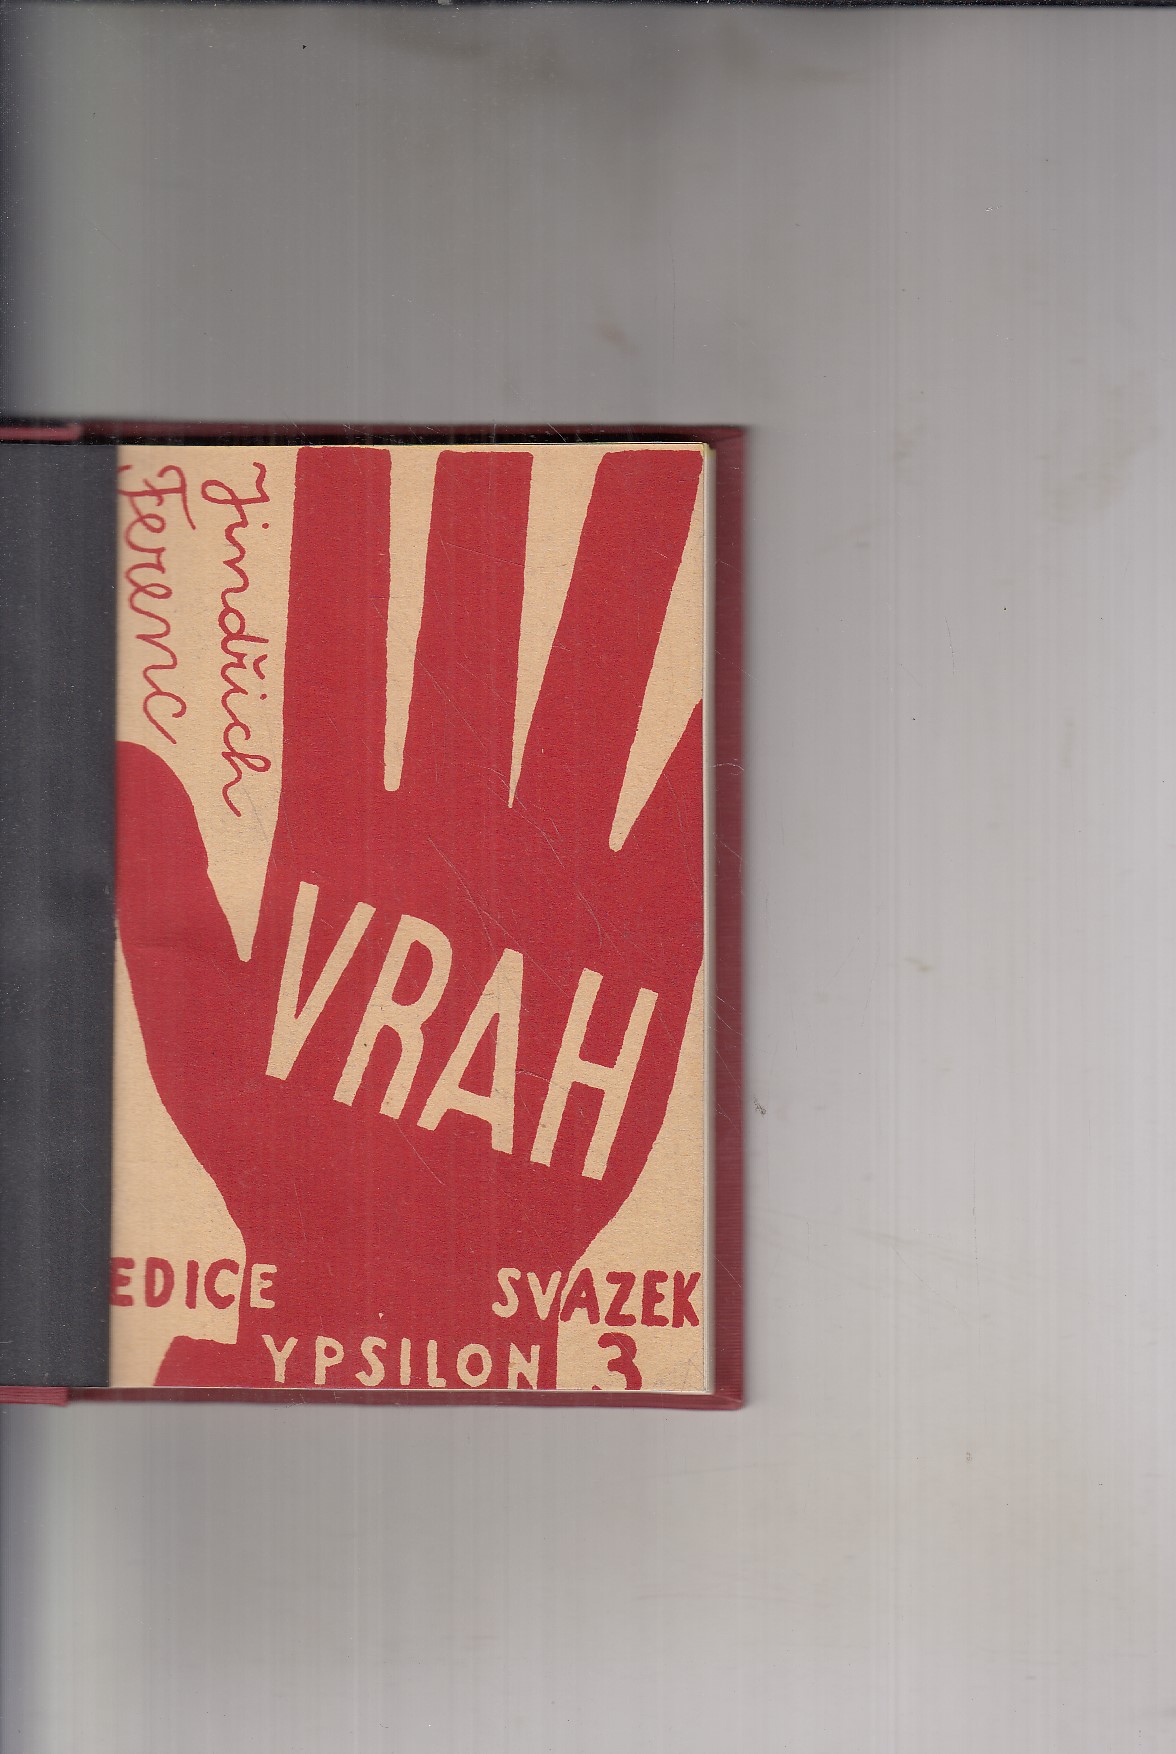 Jindřich
Ferenc
VRAH
EDICE
YPSILON
SVAZEK
3